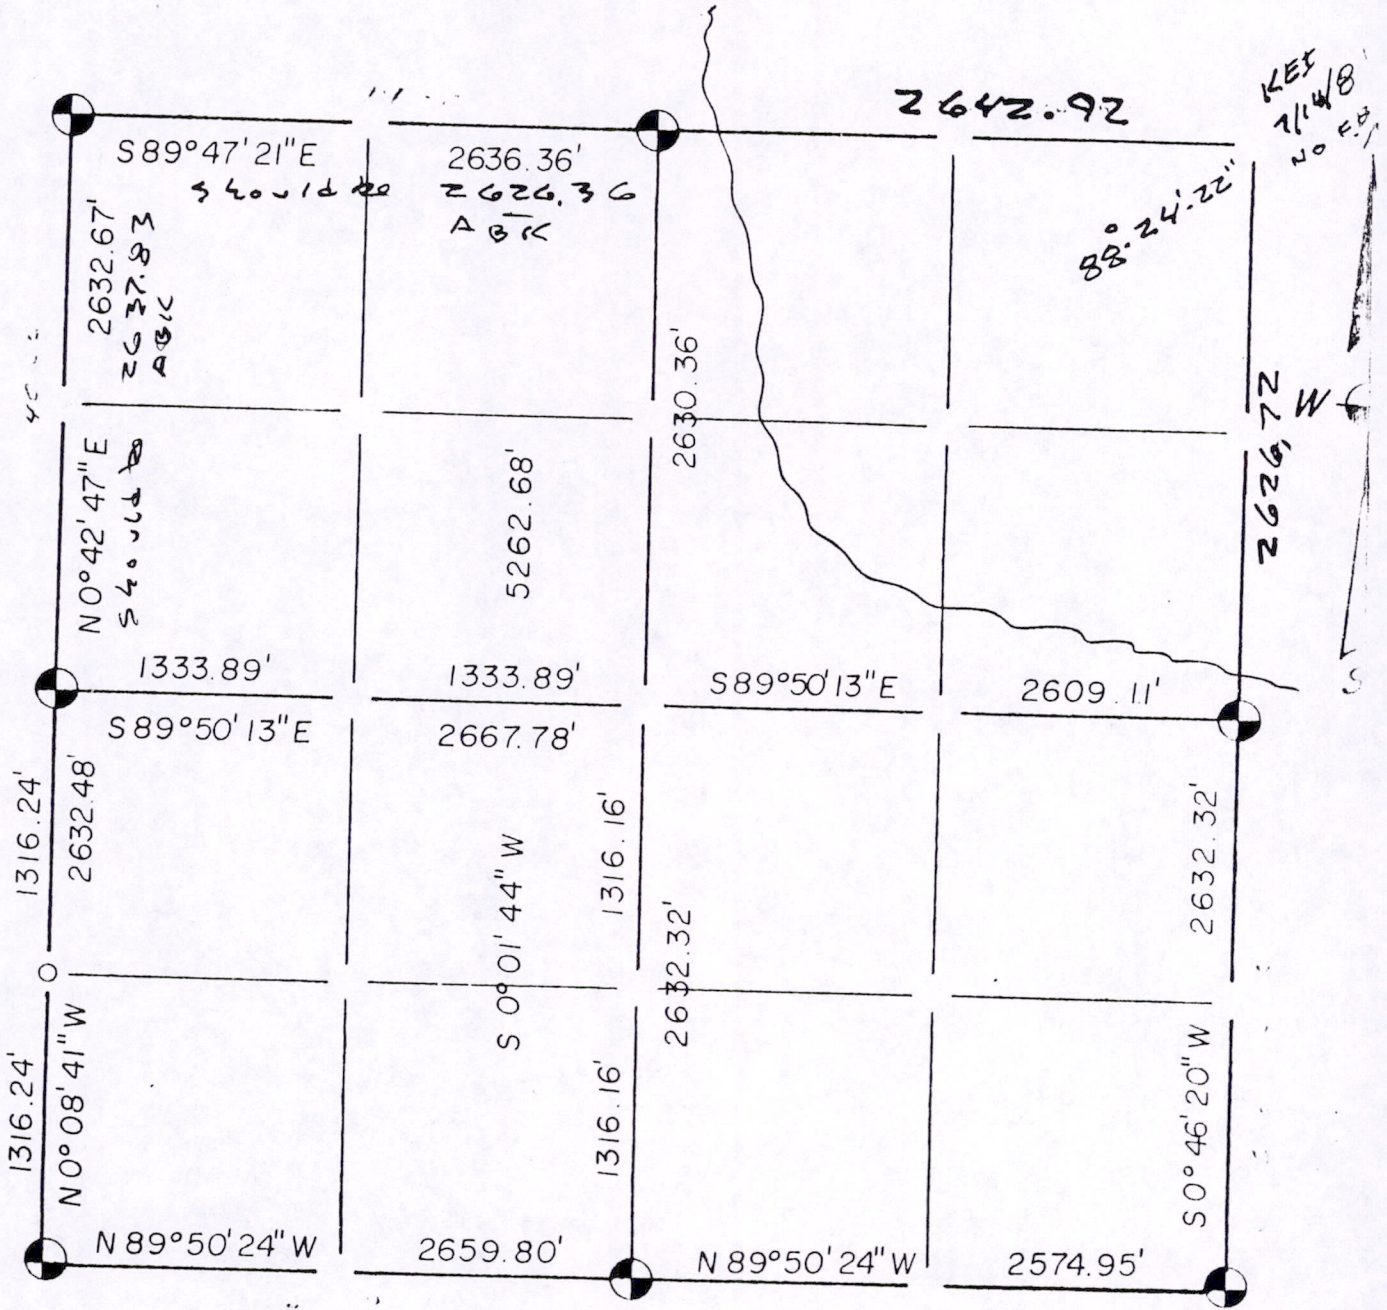 2642.92
KEI
S89°47'21"E
2636.36'
should be 2626.36
ABK
88°-24'-22"
2632.67'
2637.83
ABK
N0°42'47"E
should b
2630.36'
5262.68'
2626.72
W
S
1333.89'
1333.89'
S89°50'13"E
2609.11'
S89°50'13"E
2667.78'
1316.24'
2632.48'
1316.16'
2632.32'
2632.32'
S 0°01'44"W
1316.24'
N0°08'41"W
1316.16'
S0°46'20"W
N89°50'24"W
2659.80'
N89°50'24"W
2574.95'